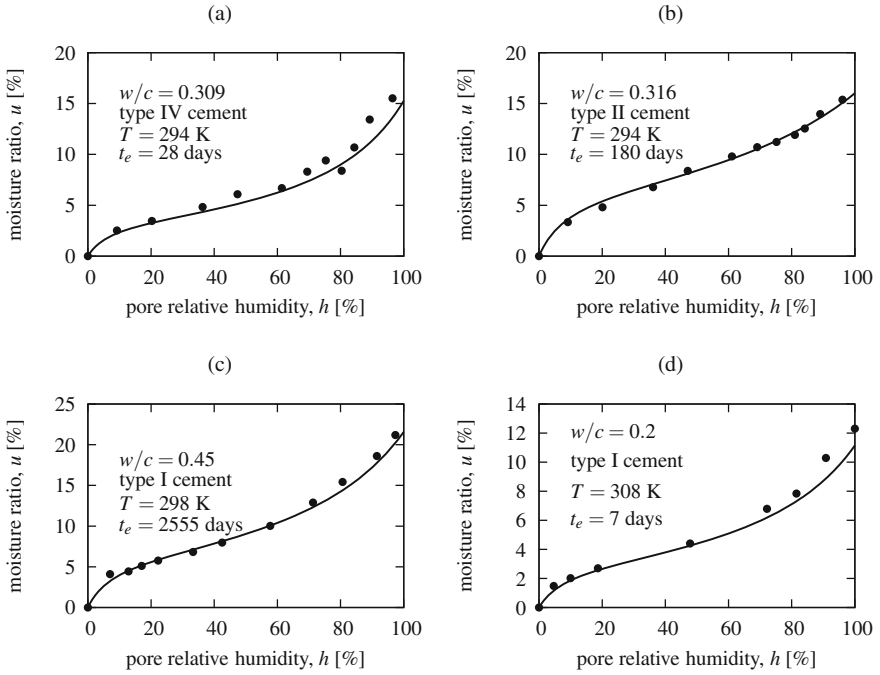 (a)
20
15
10
5
0
moisture ratio, u [%]
w/c = 0.309
type IV cement
T = 294 K
t_e = 28 days
0 20 40 60 80 100
pore relative humidity, h [%]
(b)
20
15
10
5
0
moisture ratio, u [%]
w/c = 0.316
type II cement
T = 294 K
t_e = 180 days
0 20 40 60 80 100
pore relative humidity, h [%]
(c)
25
20
15
10
5
0
moisture ratio, u [%]
w/c = 0.45
type I cement
T = 298 K
t_e = 2555 days
0 20 40 60 80 100
pore relative humidity, h [%]
(d)
14
12
10
8
6
4
2
0
moisture ratio, u [%]
w/c = 0.2
type I cement
T = 308 K
t_e = 7 days
0 20 40 60 80 100
pore relative humidity, h [%]